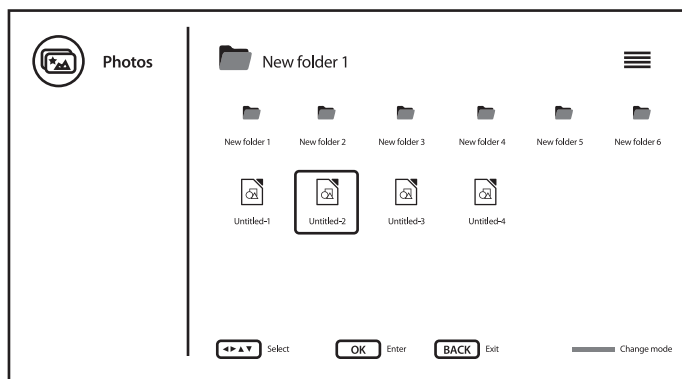 Photos
New folder 1
New folder 1 New folder 2 New folder 3 New folder 4 New folder 5 New folder 6
Untitled-1 Untitled-2 Untitled-3 Untitled-4
◄►▲▼ Select OK Enter BACK Exit Change mode